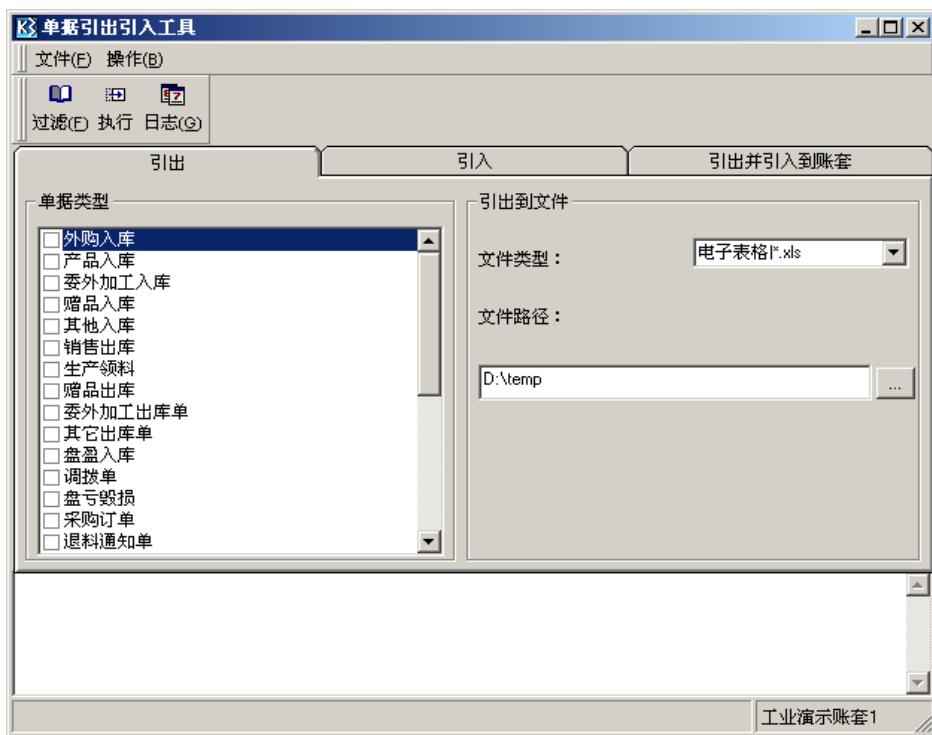 K3 单据引出引入工具
文件(F) 操作(B)
过滤(F) 执行 日志(G)
引出 引入 引出并引入到账套
单据类型
外购入库
产品入库
委外加工入库
赠品入库
其他入库
销售出库
生产领料
赠品出库
委外加工出库单
其它出库单
盘盈入库
调拨单
盘亏毁损
采购订单
退料通知单
引出到文件
文件类型：
电子表格|*.xls
文件路径：
D:\temp
...
工业演示账套1